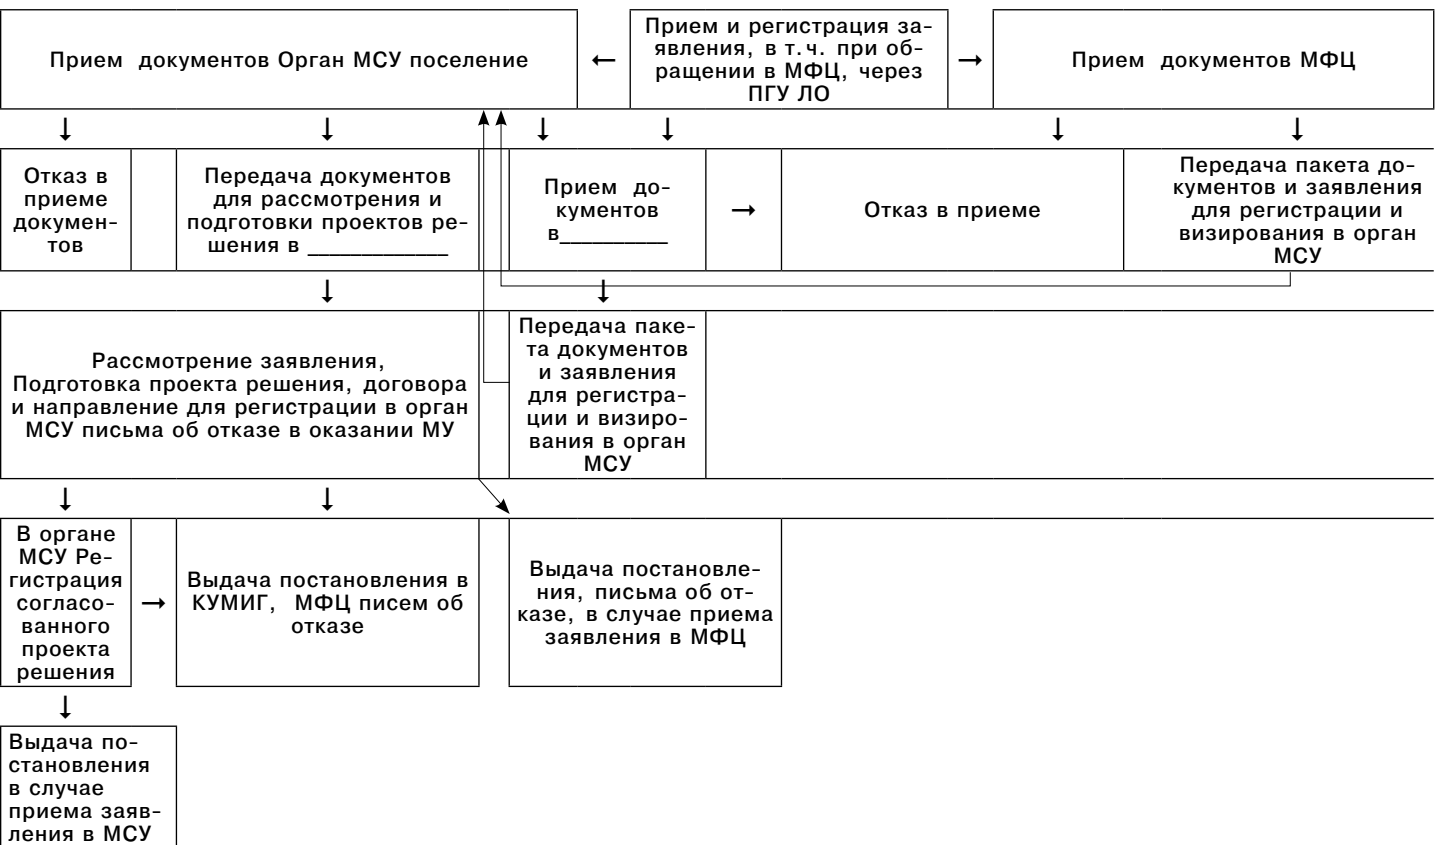 Прием документов Орган МСУ поселение
←
Прием и регистрация за-
явления, в т.ч. при об-
ращении в МФЦ, через
ПГУ ЛО
→
Прием документов МФЦ
↓ ↓ ↓ ↓ ↓ ↓
Отказ в
приеме
докумен-
тов
Передача документов
для рассмотрения и
подготовки проектов ре-
шения в _____________
Прием до-
кументов
в__________
→
Отказ в приеме
Передача пакета до-
кументов и заявления
для регистрации и
визирования в орган
МСУ
↓ ↓
Рассмотрение заявления,
Подготовка проекта решения, договора
и направление для регистрации в орган
МСУ письма об отказе в оказании МУ
Передача паке-
та документов
и заявления
для регистра-
ции и визиро-
вания в орган
МСУ
↓ ↓
В органе
МСУ Ре-
гистрация
согласо-
ванного
проекта
решения
→
Выдача постановления в
КУМИГ, МФЦ писем об
отказе
Выдача постановле-
ния, письма об от-
казе, в случае приема
заявления в МФЦ
↓
Выдача по-
становления
в случае
приема заяв-
ления в МСУ